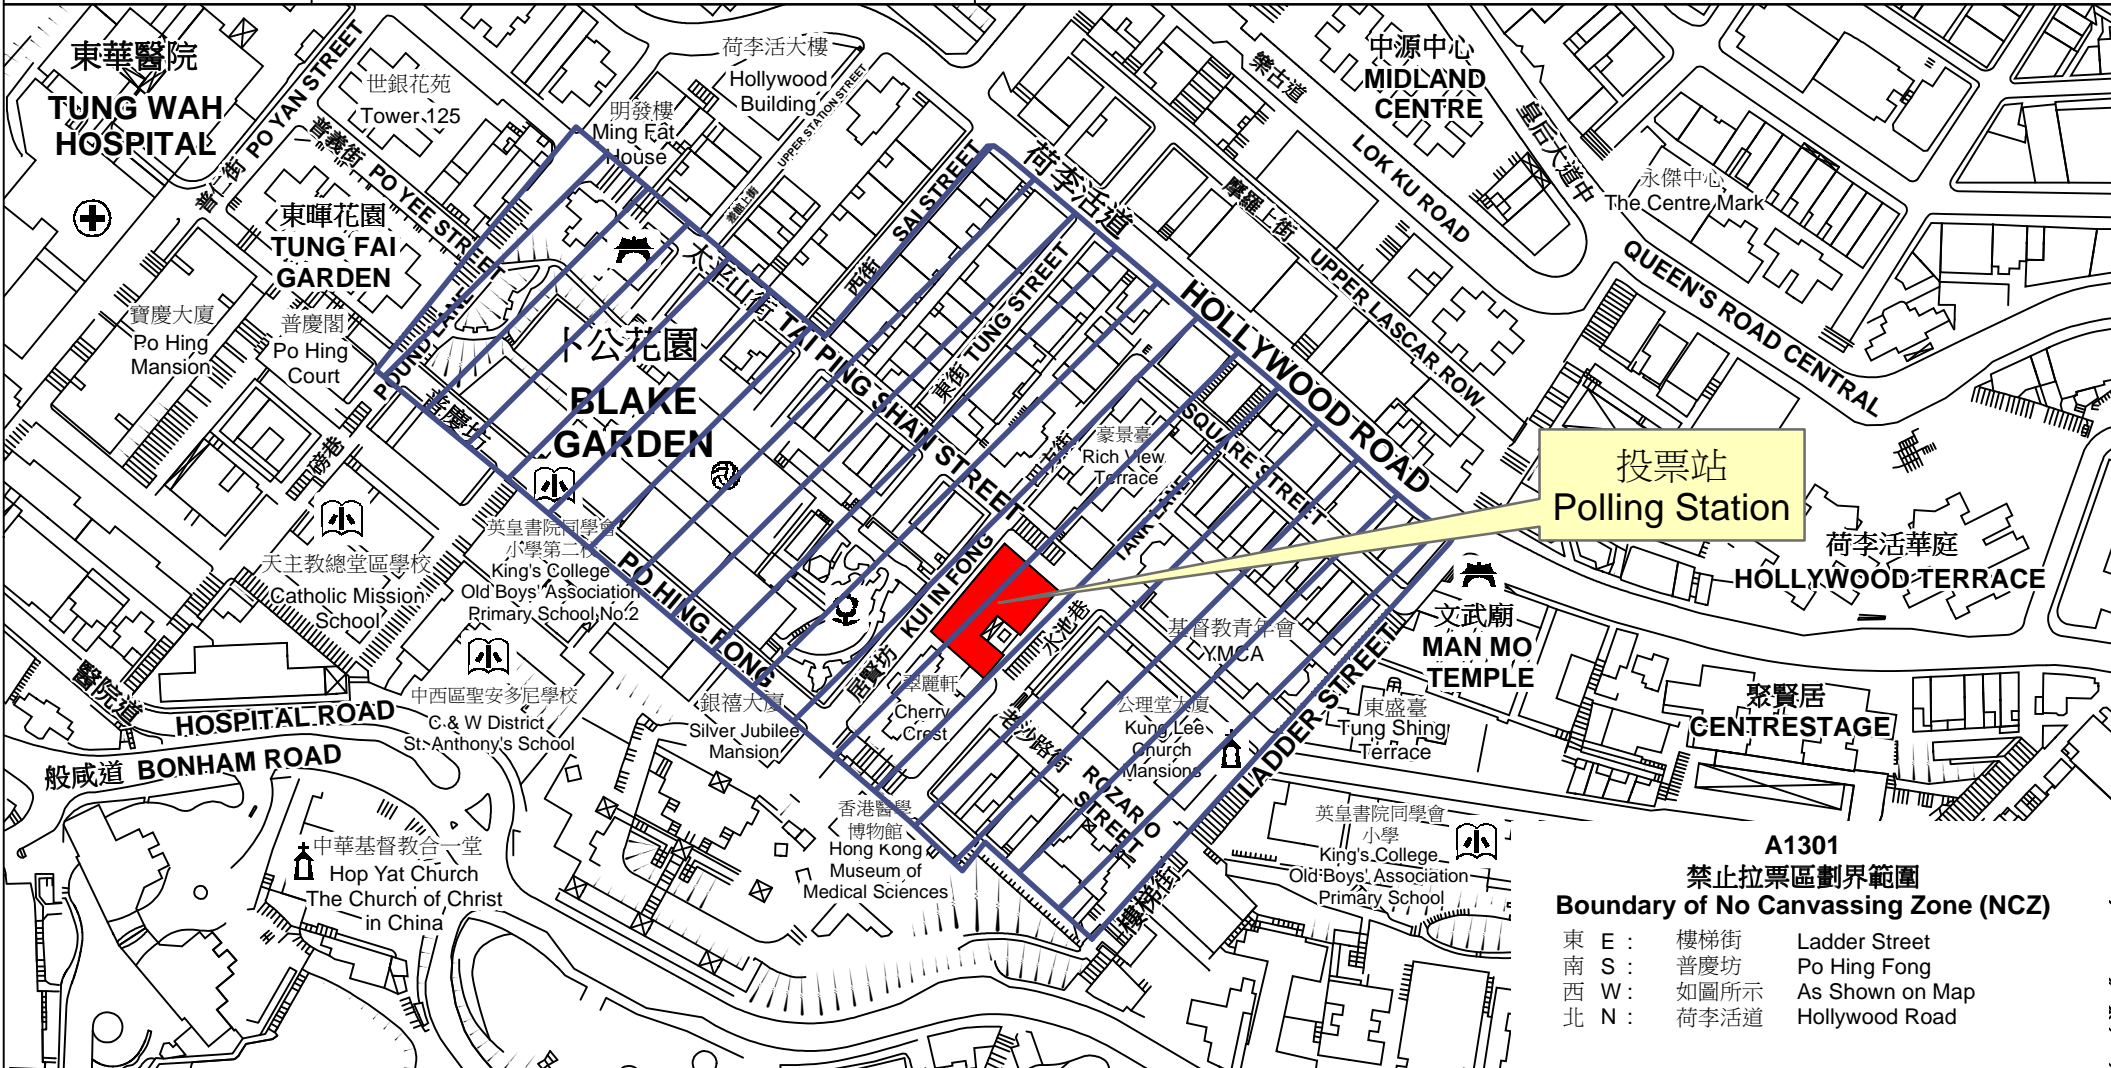 東華醫院
TUNG WAH
HOSPITAL
普仁街 PO YAN STREET
世銀花苑
Tower 125
普義街 PO YEE STREET
明發樓
Ming Fat
House
荷李活大樓
Hollywood
Building
UPPER STATION STREET
差館上街
東暉花園
TUNG FAI
GARDEN
寶慶大廈
Po Hing
Mansion
普慶閣
Po Hing
Court
POUND LANE
磅巷
西街 SAI STREET
荷李活道
HOLLYWOOD ROAD
樂古道
LOK KU ROAD
中源中心
MIDLAND
CENTRE
皇后大道中
QUEEN'S ROAD CENTRAL
永傑中心
The Centre Mark
摩羅上街 UPPER LASCAR ROW
太平山街 TAI PING SHAN STREET
卜公花園
BLAKE
GARDEN
東街 TUNG STREET
SQUARE STREET
豪景臺
Rich View
Terrace
TANK LANE
水池巷
投票站
Polling Station
普慶坊
PO HING FONG
英皇書院同學會
小學第二校
King's College
Old Boys' Association
Primary School No.2
天主教總堂區學校
Catholic Mission
School
居賢坊 KUI IN FONG
翠麗軒
Cherry
Crest
基督教青年會
YMCA
公理堂大廈
Kung Lee
Church
Mansions
老沙路街
ROZARIO
STREET
樓梯街
LADDER STREET
東盛臺
Tung Shing
Terrace
文武廟
MAN MO
TEMPLE
荷李活華庭
HOLLYWOOD TERRACE
聚賢居
CENTRESTAGE
醫院道
HOSPITAL ROAD
般咸道 BONHAM ROAD
中西區聖安多尼學校
C & W District
St. Anthony's School
銀禧大廈
Silver Jubilee
Mansion
香港醫學
博物館
Hong Kong
Museum of
Medical Sciences
中華基督教合一堂
Hop Yat Church
The Church of Christ
in China
英皇書院同學會
小學
King's College
Old Boys' Association
Primary School
A1301
禁止拉票區劃界範圍
Boundary of No Canvassing Zone (NCZ)
東 E : 樓梯街 Ladder Street
南 S : 普慶坊 Po Hing Fong
西 W : 如圖所示 As Shown on Map
北 N : 荷李活道 Hollywood Road